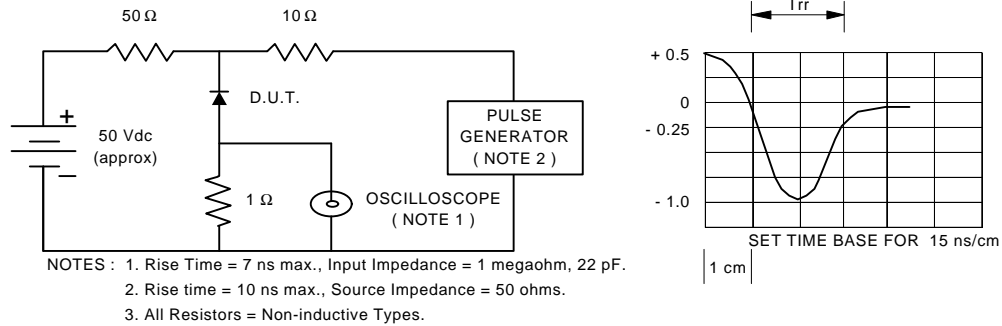 50 Ω
10 Ω
Trr
+ 0.5
0
- 0.25
- 1.0
D.U.T.
+
50 Vdc
(approx)
PULSE
GENERATOR
( NOTE 2 )
1 Ω
OSCILLOSCOPE
( NOTE 1 )
SET TIME BASE FOR 15 ns/cm
1 cm
NOTES : 1. Rise Time = 7 ns max., Input Impedance = 1 megaohm, 22 pF.
2. Rise time = 10 ns max., Source Impedance = 50 ohms.
3. All Resistors = Non-inductive Types.